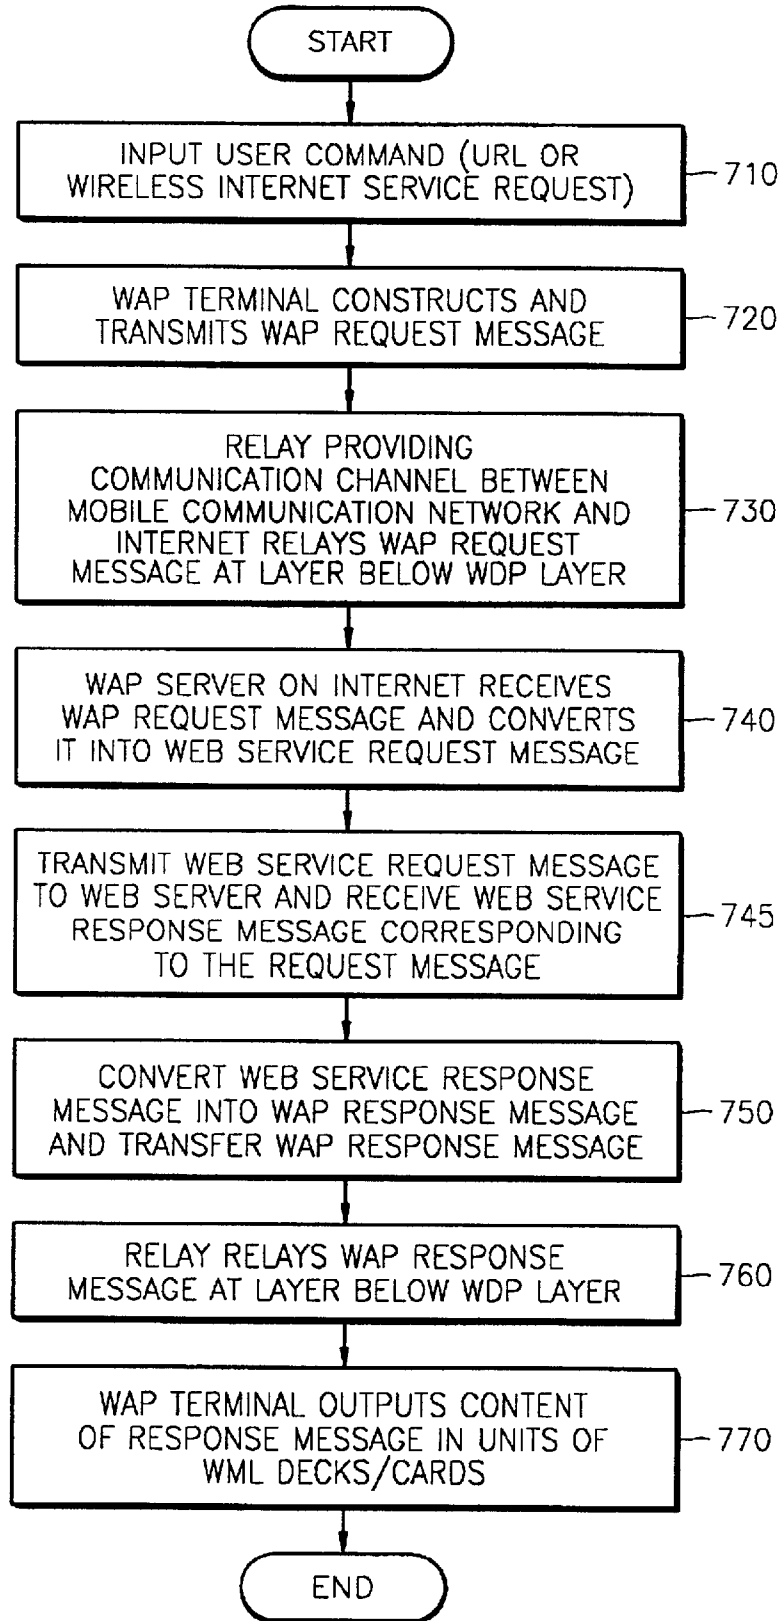 START
INPUT USER COMMAND (URL OR
WIRELESS INTERNET SERVICE REQUEST)
710
WAP TERMINAL CONSTRUCTS AND
TRANSMITS WAP REQUEST MESSAGE
720
RELAY PROVIDING
COMMUNICATION CHANNEL BETWEEN
MOBILE COMMUNICATION NETWORK AND
INTERNET RELAYS WAP REQUEST
MESSAGE AT LAYER BELOW WDP LAYER
730
WAP SERVER ON INTERNET RECEIVES
WAP REQUEST MESSAGE AND CONVERTS
IT INTO WEB SERVICE REQUEST MESSAGE
740
TRANSMIT WEB SERVICE REQUEST MESSAGE
TO WEB SERVER AND RECEIVE WEB SERVICE
RESPONSE MESSAGE CORRESPONDING
TO THE REQUEST MESSAGE
745
CONVERT WEB SERVICE RESPONSE
MESSAGE INTO WAP RESPONSE MESSAGE
AND TRANSFER WAP RESPONSE MESSAGE
750
RELAY RELAYS WAP RESPONSE
MESSAGE AT LAYER BELOW WDP LAYER
760
WAP TERMINAL OUTPUTS CONTENT
OF RESPONSE MESSAGE IN UNITS OF
WML DECKS/CARDS
770
END